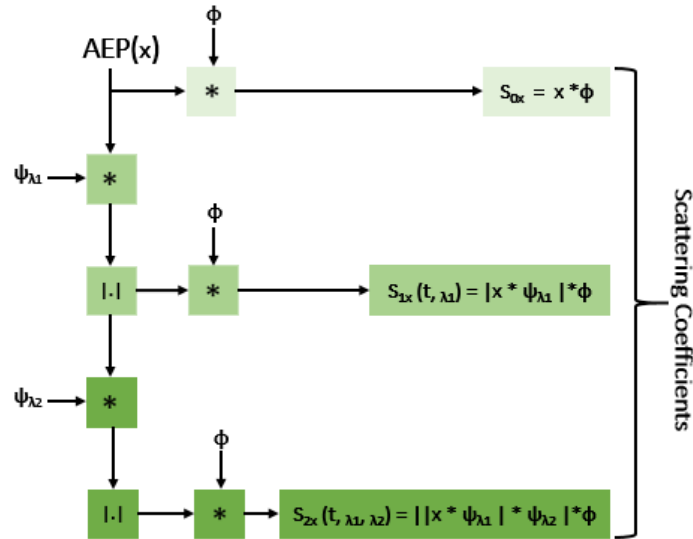 ϕ
AEP(x)
*
S₀ₓ = x *ϕ
ψλ1
*
ϕ
|.|
*
S₁ₓ (t, λ1) = |x * ψλ1 |*ϕ
ψλ2
*
ϕ
|.|
*
S₂ₓ (t, λ1, λ2) = ||x * ψλ1 | * ψλ2 |*ϕ
Scattering Coefficients